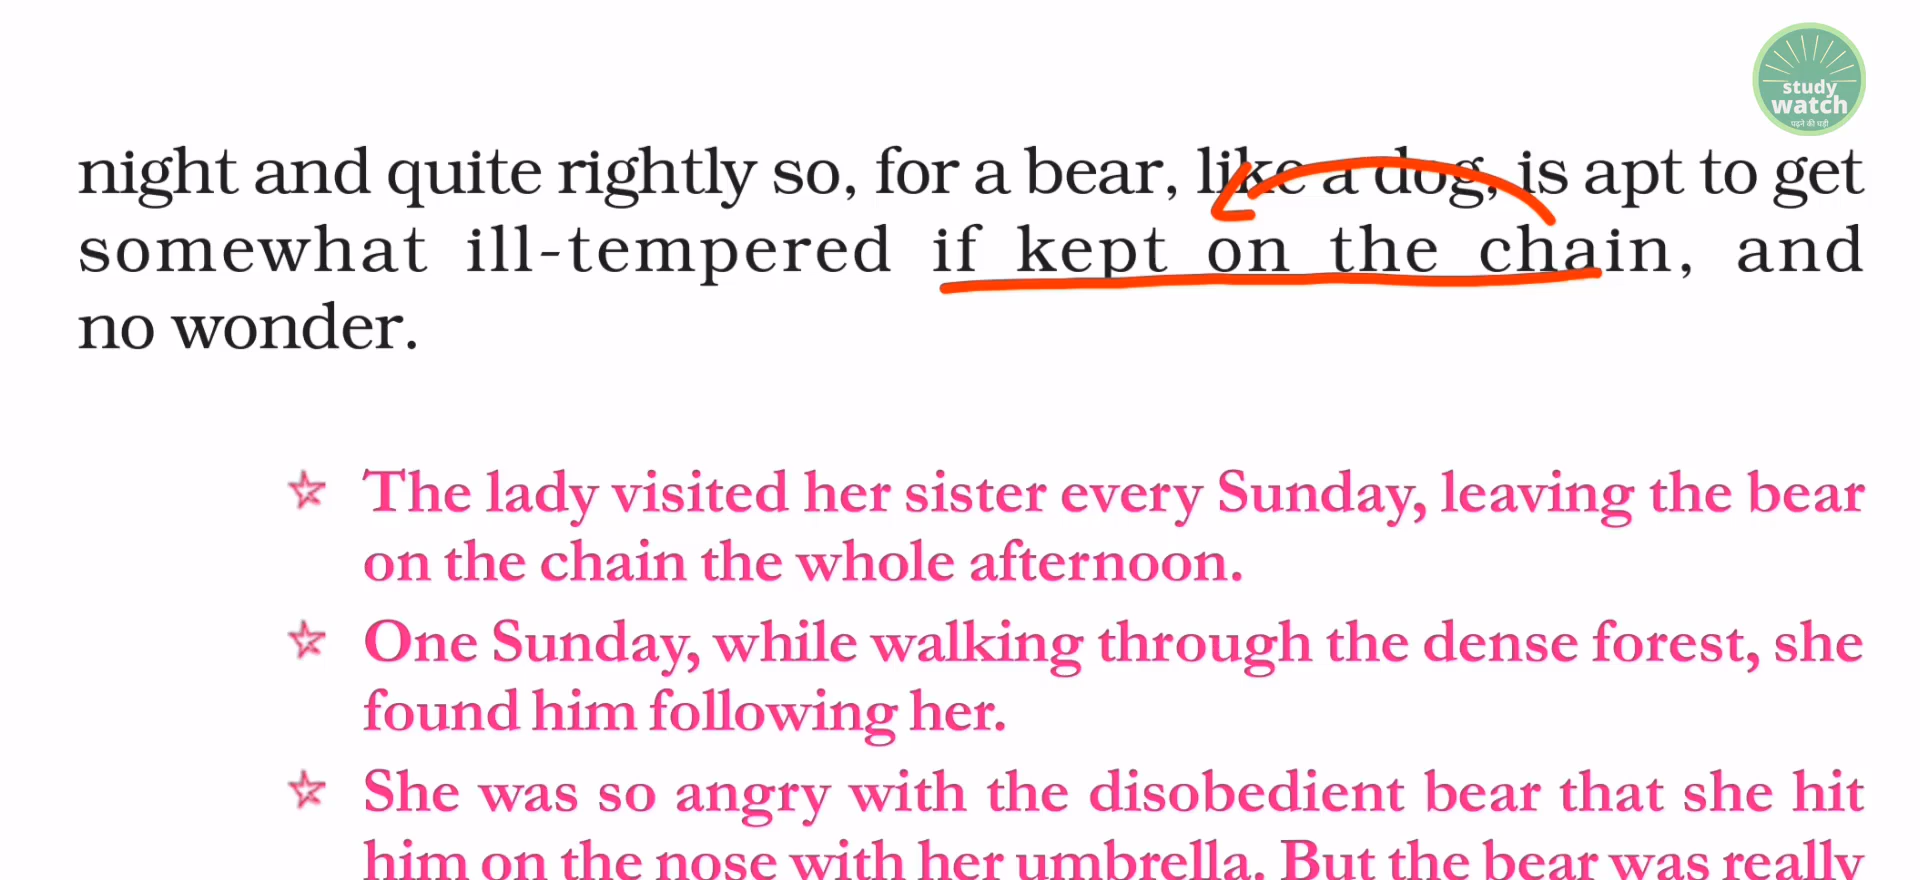 study
watch
पढ़ने की घड़ी
night and quite rightly so, for a bear, like a dog, is apt to get
somewhat ill-tempered if kept on the chain, and
no wonder.
☆ The lady visited her sister every Sunday, leaving the bear
on the chain the whole afternoon.
☆ One Sunday, while walking through the dense forest, she
found him following her.
☆ She was so angry with the disobedient bear that she hit
him on the nose with her umbrella. But the bear was really